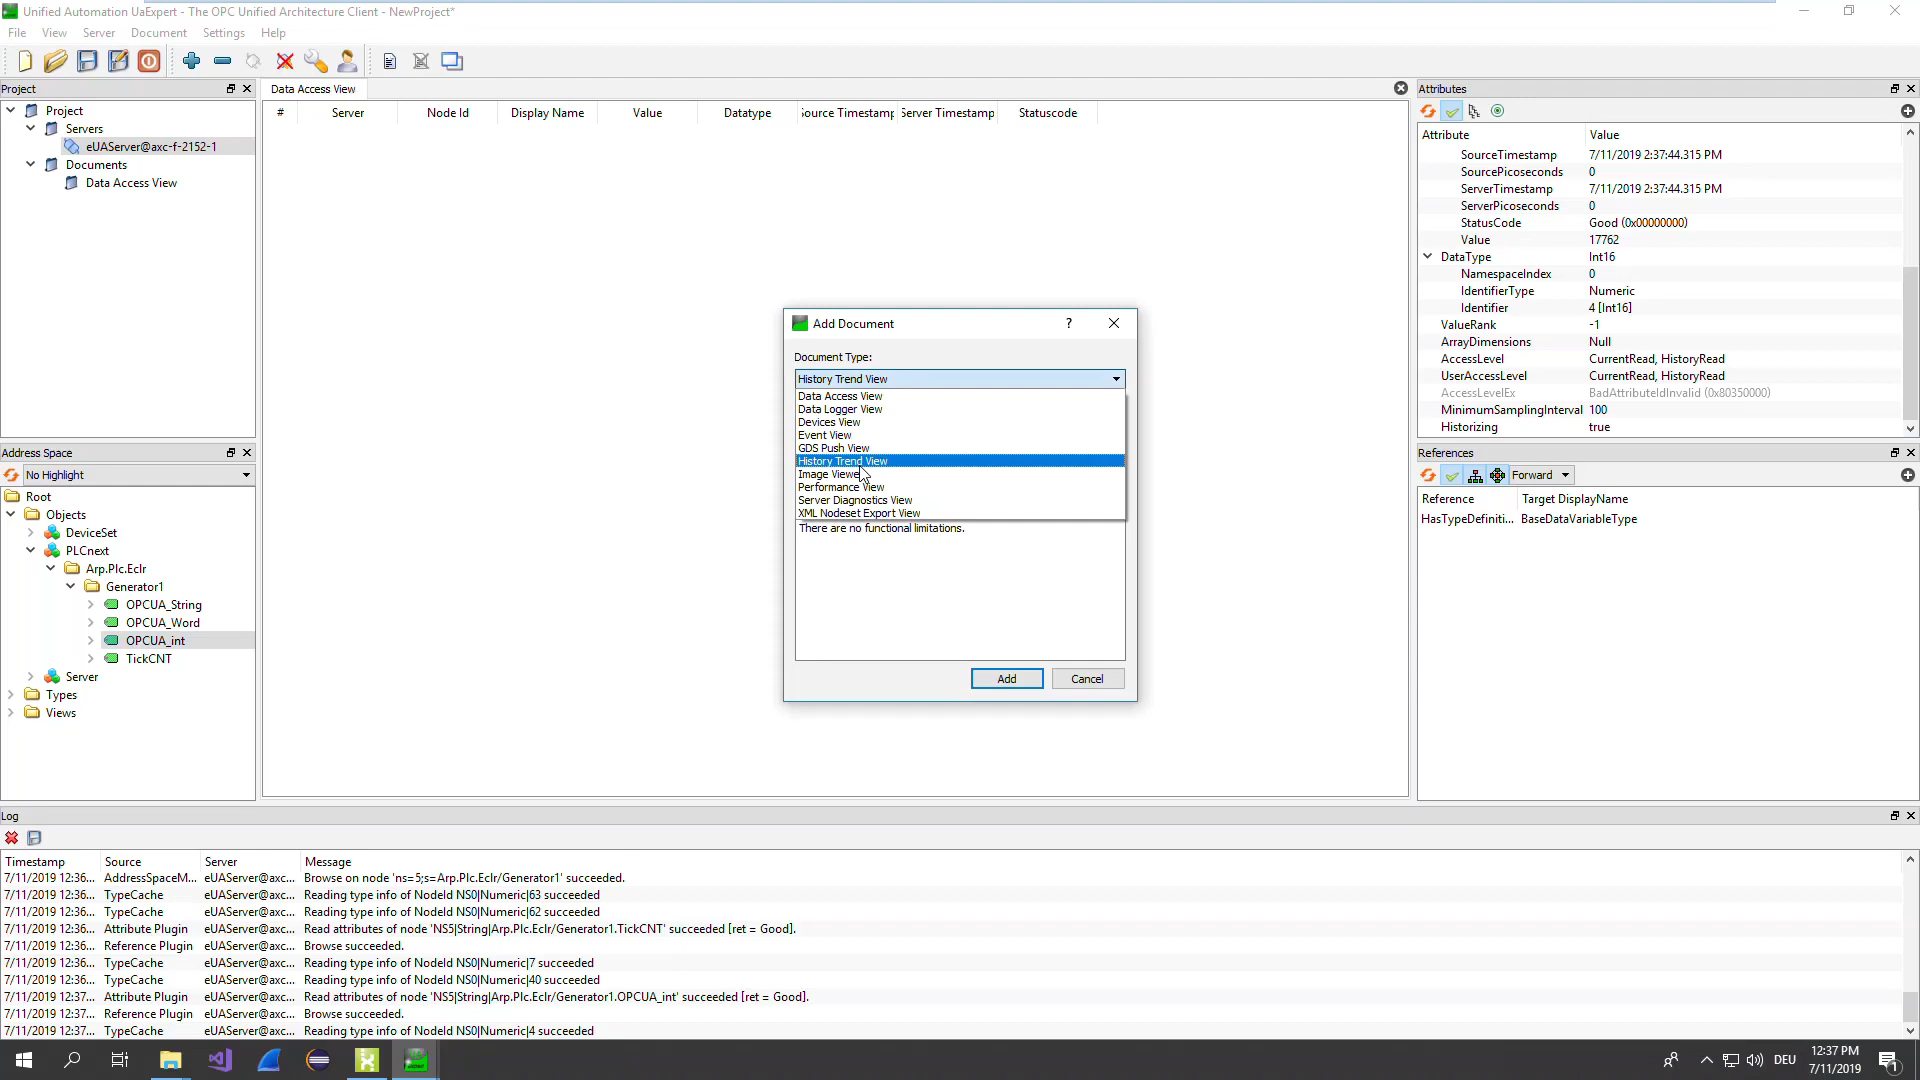 Unified Automation UaExpert - The OPC Unified Architecture Client - NewProject*
File View Server Document Settings Help
Project
Project
Servers
eUAServer@axc-f-2152-1
Documents
Data Access View
Address Space
No Highlight
Root
Objects
DeviceSet
PLCnext
Arp.Plc.Eclr
Generator1
OPCUA_String
OPCUA_Word
OPCUA_int
TickCNT
Server
Types
Views
Data Access View
# Server Node Id Display Name Value Datatype ource Timestamp erver Timestamp Statuscode
Add Document ?
Document Type:
History Trend View
Data Access View
Data Logger View
Devices View
Event View
GDS Push View
History Trend View
Image Viewe
Performance View
Server Diagnostics View
XML Nodeset Export View
There are no functional limitations.
Add Cancel
Attributes
Attribute Value
SourceTimestamp 7/11/2019 2:37:44.315 PM
SourcePicoseconds 0
ServerTimestamp 7/11/2019 2:37:44.315 PM
ServerPicoseconds 0
StatusCode Good (0x00000000)
Value 17762
DataType Int16
NamespaceIndex 0
IdentifierType Numeric
Identifier 4 [Int16]
ValueRank -1
ArrayDimensions Null
AccessLevel CurrentRead, HistoryRead
UserAccessLevel CurrentRead, HistoryRead
AccessLevelEx BadAttributeIdInvalid (0x80350000)
MinimumSamplingInterval 100
Historizing true
References
Forward
Reference Target DisplayName
HasTypeDefiniti... BaseDataVariableType
Log
Timestamp Source Server Message
7/11/2019 12:36... AddressSpaceM... eUAServer@axc... Browse on node 'ns=5;s=Arp.Plc.Eclr/Generator1' succeeded.
7/11/2019 12:36... TypeCache eUAServer@axc... Reading type info of NodeId NS0|Numeric|63 succeeded
7/11/2019 12:36... TypeCache eUAServer@axc... Reading type info of NodeId NS0|Numeric|62 succeeded
7/11/2019 12:36... Attribute Plugin eUAServer@axc... Read attributes of node 'NS5|String|Arp.Plc.Eclr/Generator1.TickCNT' succeeded [ret = Good].
7/11/2019 12:36... Reference Plugin eUAServer@axc... Browse succeeded.
7/11/2019 12:36... TypeCache eUAServer@axc... Reading type info of NodeId NS0|Numeric|7 succeeded
7/11/2019 12:36... TypeCache eUAServer@axc... Reading type info of NodeId NS0|Numeric|40 succeeded
7/11/2019 12:37... Attribute Plugin eUAServer@axc... Read attributes of node 'NS5|String|Arp.Plc.Eclr/Generator1.OPCUA_int' succeeded [ret = Good].
7/11/2019 12:37... Reference Plugin eUAServer@axc... Browse succeeded.
7/11/2019 12:37... TypeCache eUAServer@axc... Reading type info of NodeId NS0|Numeric|4 succeeded
DEU 12:37 PM
7/11/2019
1